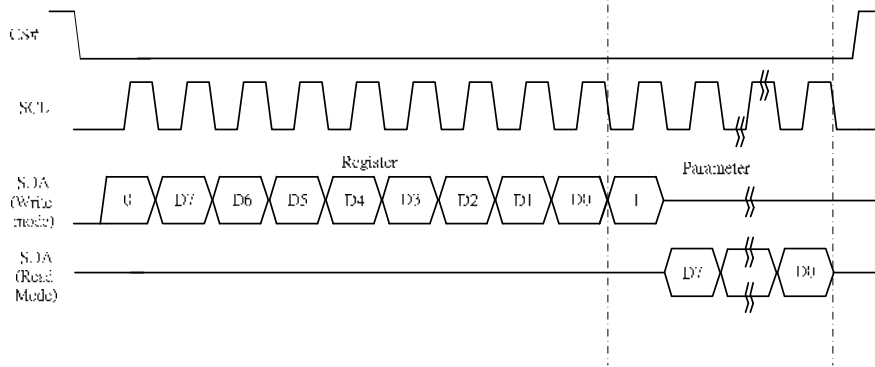 CS#
SCL
Register
Parameter
SDA
(Write
mode)
0 D7 D6 D5 D4 D3 D2 D1 D0 1
SDA
(Read
Mode)
D7 D0